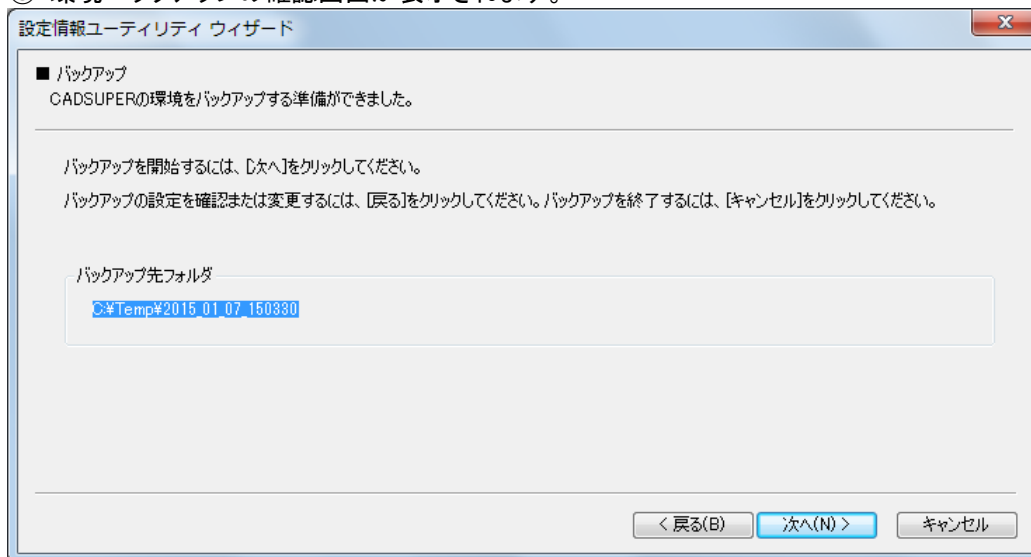 設定情報ユーティリティ ウィザード
■ バックアップ
CADSUPERの環境をバックアップする準備ができました。
バックアップを開始するには、[次へ]をクリックしてください。
バックアップの設定を確認または変更するには、[戻る]をクリックしてください。バックアップを終了するには、[キャンセル]をクリックしてください。
バックアップ先フォルダ
C:¥Temp¥2015_01_07_150330
< 戻る(B) 次へ(N) > キャンセル